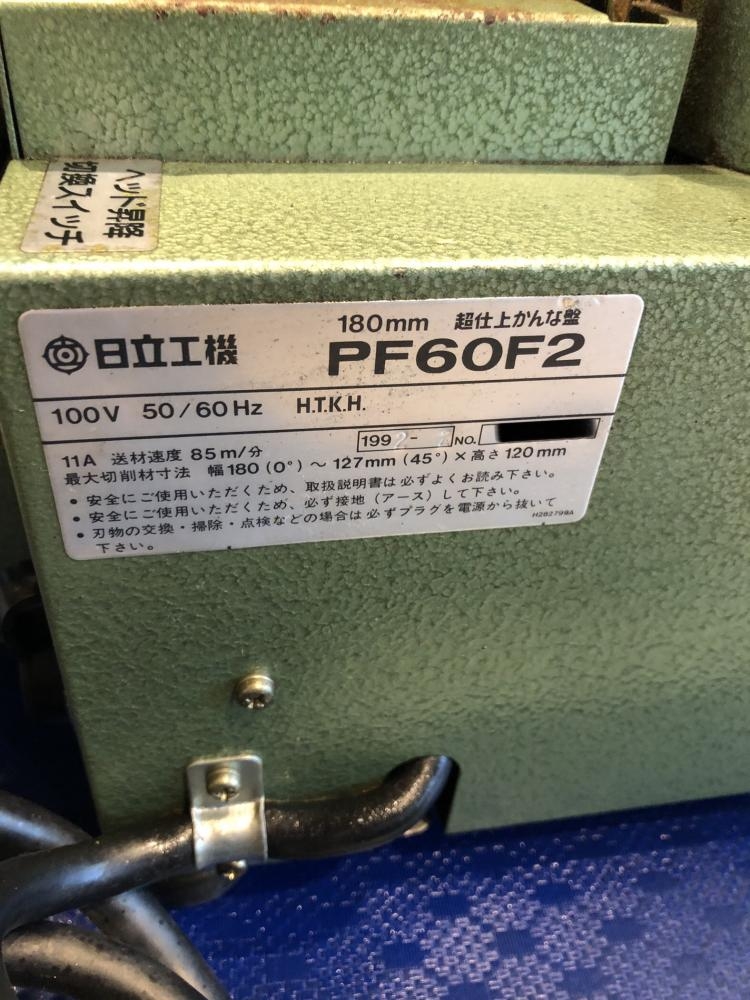 ヘッド昇降
切換スイッチ
日立工機
180mm 超仕上かんな盤
PF60F2
100V 50/60Hz H.T.K.H.
199 - NO.
11A 送材速度 85m/分
最大切削材寸法 幅180(0°)～127mm(45°)×高さ120mm
• 安全にご使用いただくため、取扱説明書は必ずよくお読み下さい。
• 安全にご使用いただくため、必ず接地(アース)して下さい。
• 刃物の交換・掃除・点検などの場合は必ずプラグを電源から抜いて
下さい。
H282799A